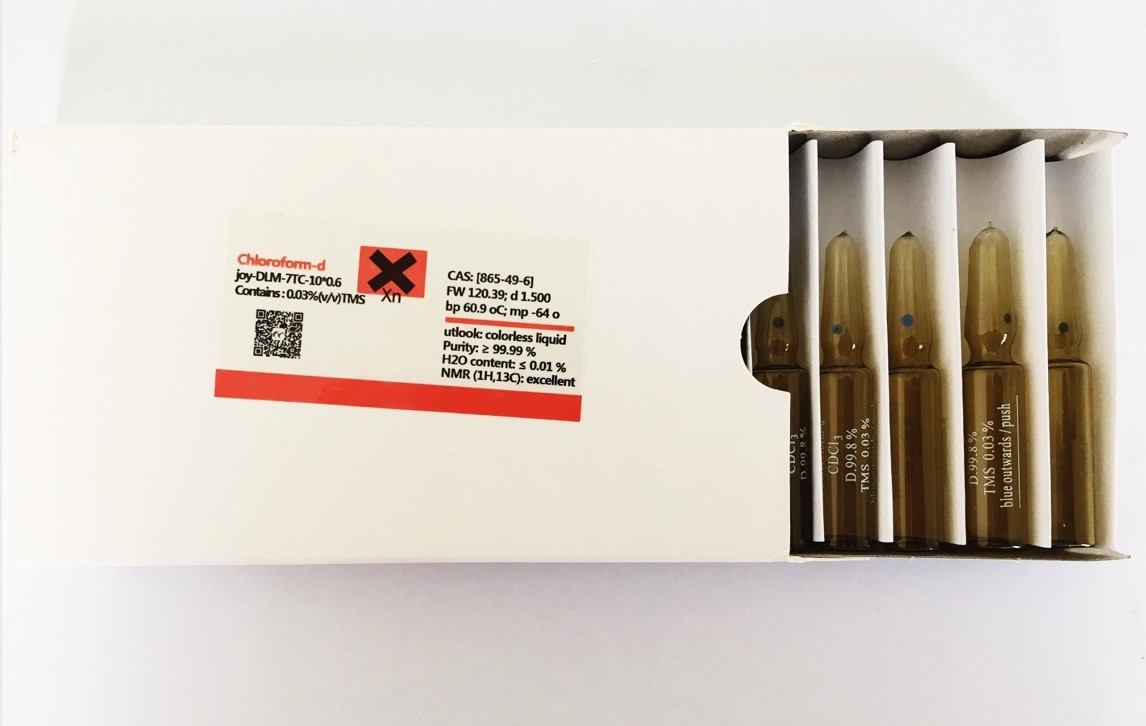 Chloroform-d
joy-DLM-7TC-10*0.6
Contains : 0.03%(v/v)TMS
Xn
CAS: [865-49-6]
FW 120.39; d 1.500
bp 60.9 oC; mp -64 o
utlook: colorless liquid
Purity: ≥ 99.99 %
H2O content: ≤ 0.01 %
NMR (1H,13C): excellent
CDCl3
D 99.8 %
CDCl3
D.99.8 %
TMS 0.03 %
D.99.8 %
TMS 0.03 %
blue outwards / push